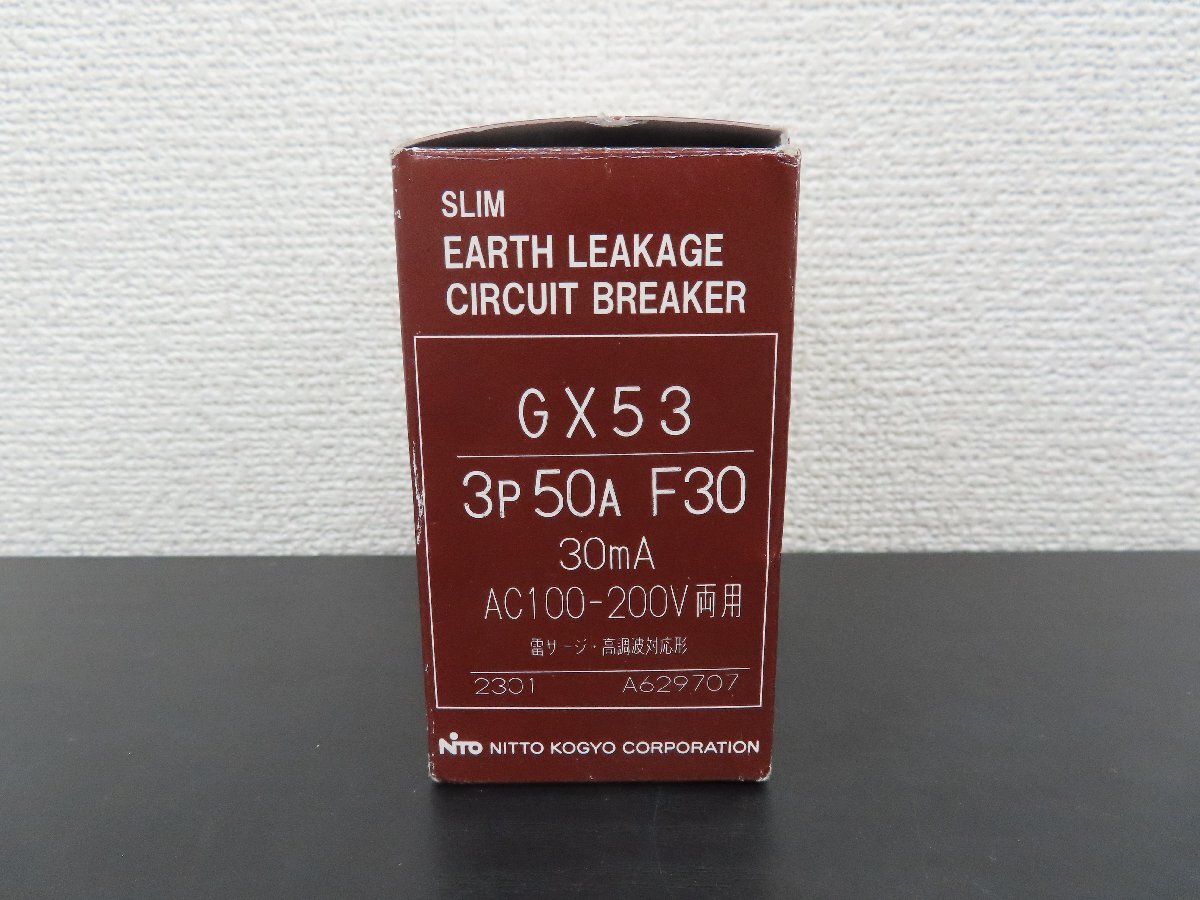 SLIM
EARTH LEAKAGE
CIRCUIT BREAKER
GX53
3P 50A F30
30mA
AC100-200V両用
雷サージ・高調波対応形
2301 A629707
NITO NITTO KOGYO CORPORATION